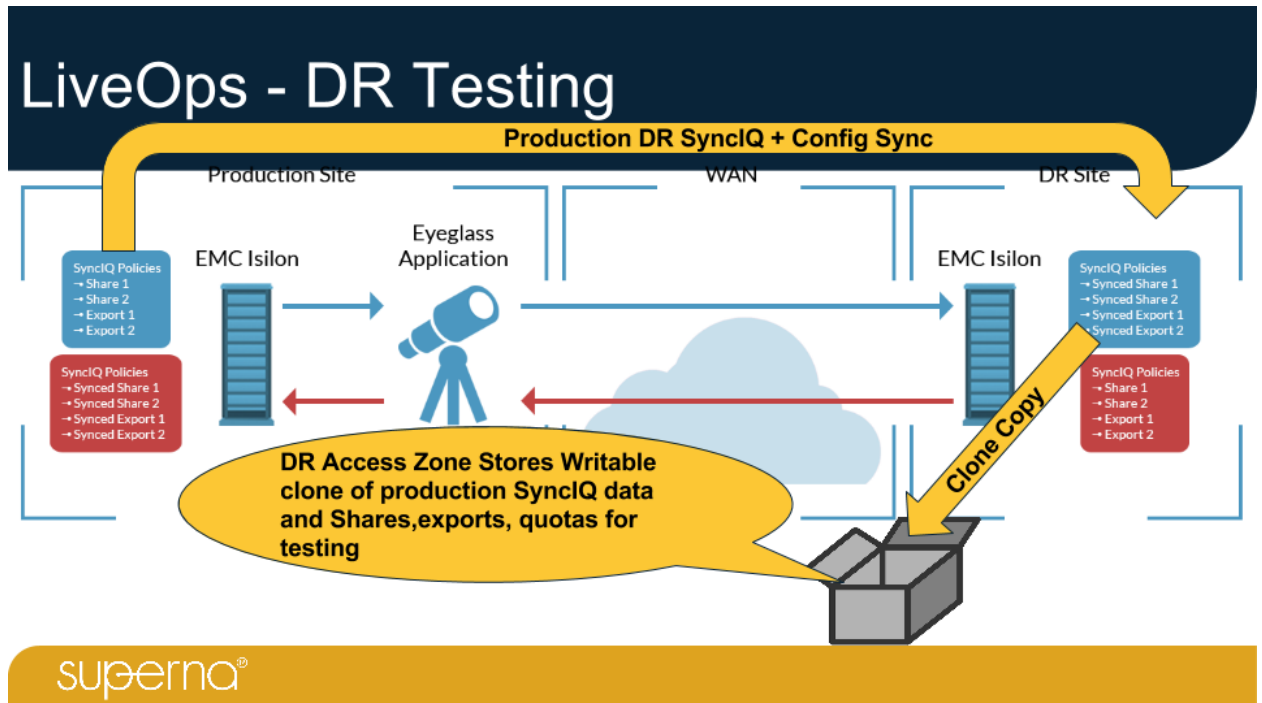 LiveOps - DR Testing
Production DR SyncIQ + Config Sync
Production Site
WAN
DR Site
EMC Isilon
Eyeglass
Application
EMC Isilon
SyncIQ Policies
→ Share 1
→ Share 2
→ Export 1
→ Export 2
SyncIQ Policies
→ Synced Share 1
→ Synced Share 2
→ Synced Export 1
→ Synced Export 2
SyncIQ Policies
→ Synced Share 1
→ Synced Share 2
→ Synced Export 1
→ Synced Export 2
SyncIQ Policies
→ Share 1
→ Share 2
→ Export 1
→ Export 2
Clone Copy
DR Access Zone Stores Writable
clone of production SyncIQ data
and Shares,exports, quotas for
testing
superna®